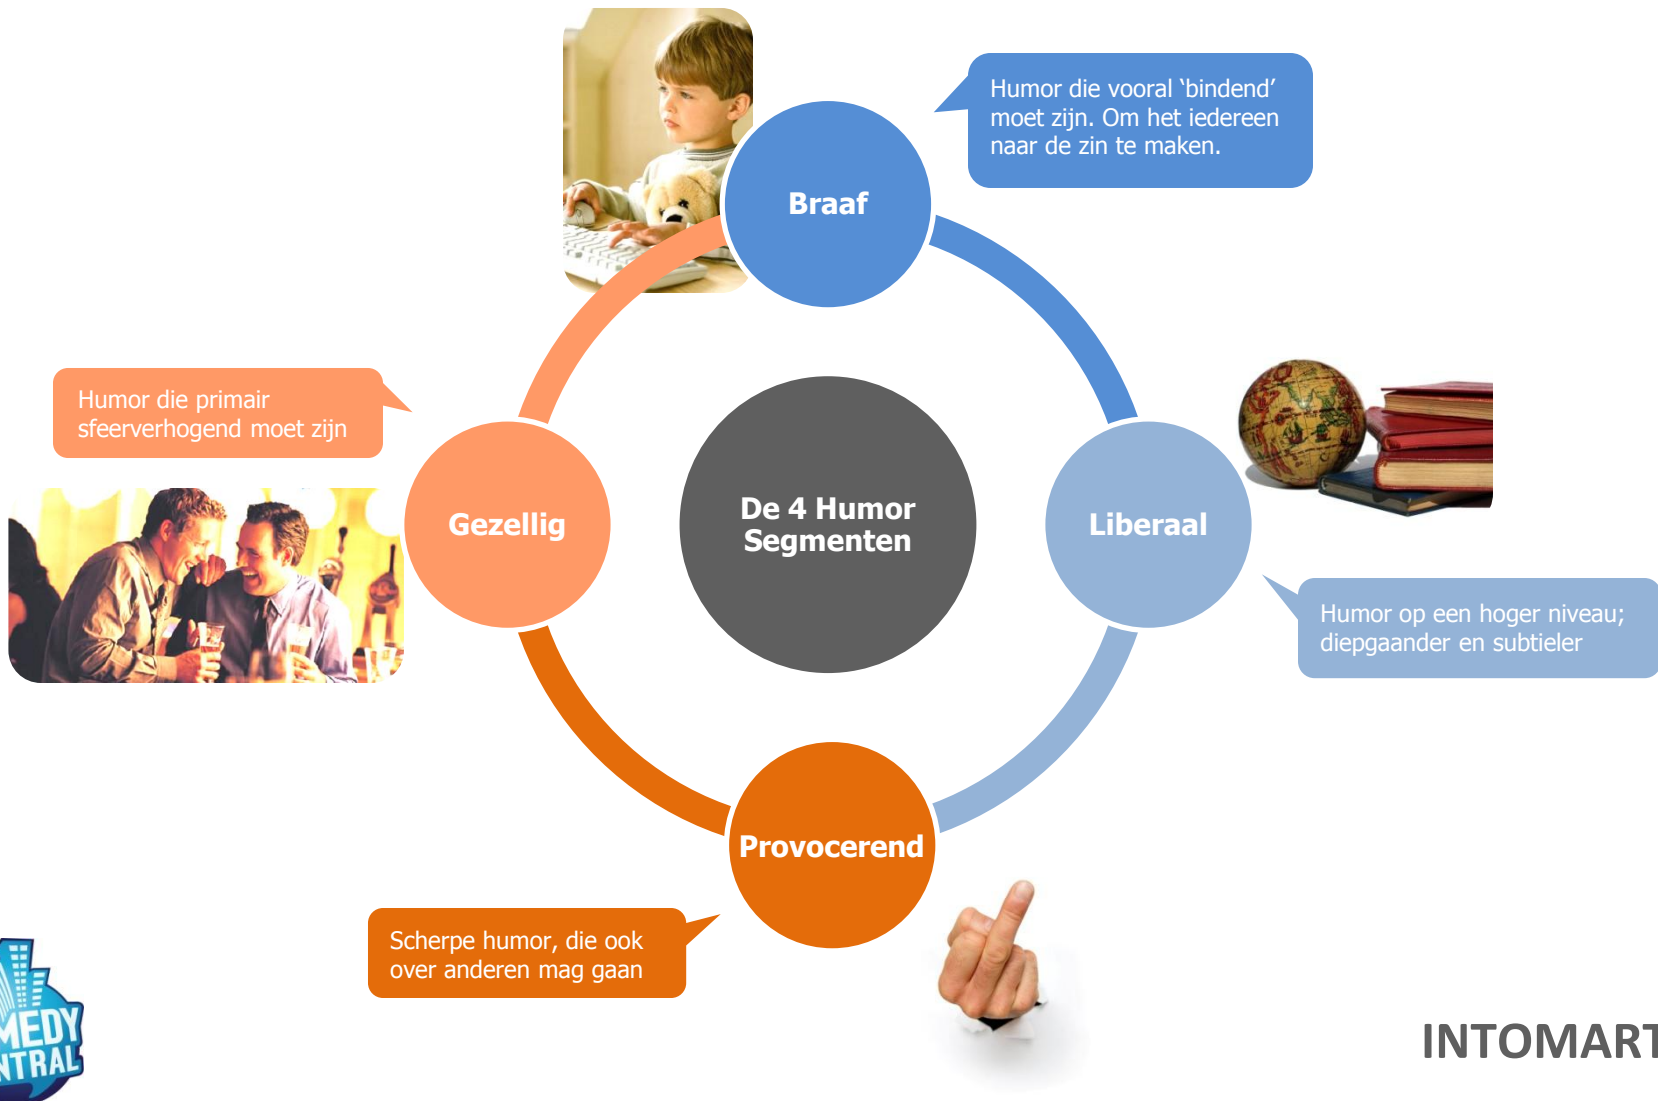 Humor die vooral ‘bindend’
moet zijn. Om het iedereen
naar de zin te maken.
Braaf
Humor die primair
sfeerverhogend moet zijn
Gezellig
De 4 Humor
Segmenten
Liberaal
Humor op een hoger niveau;
diepgaander en subtieler
Provocerend
Scherpe humor, die ook
over anderen mag gaan
MEDY
NTRAL
INTOMART